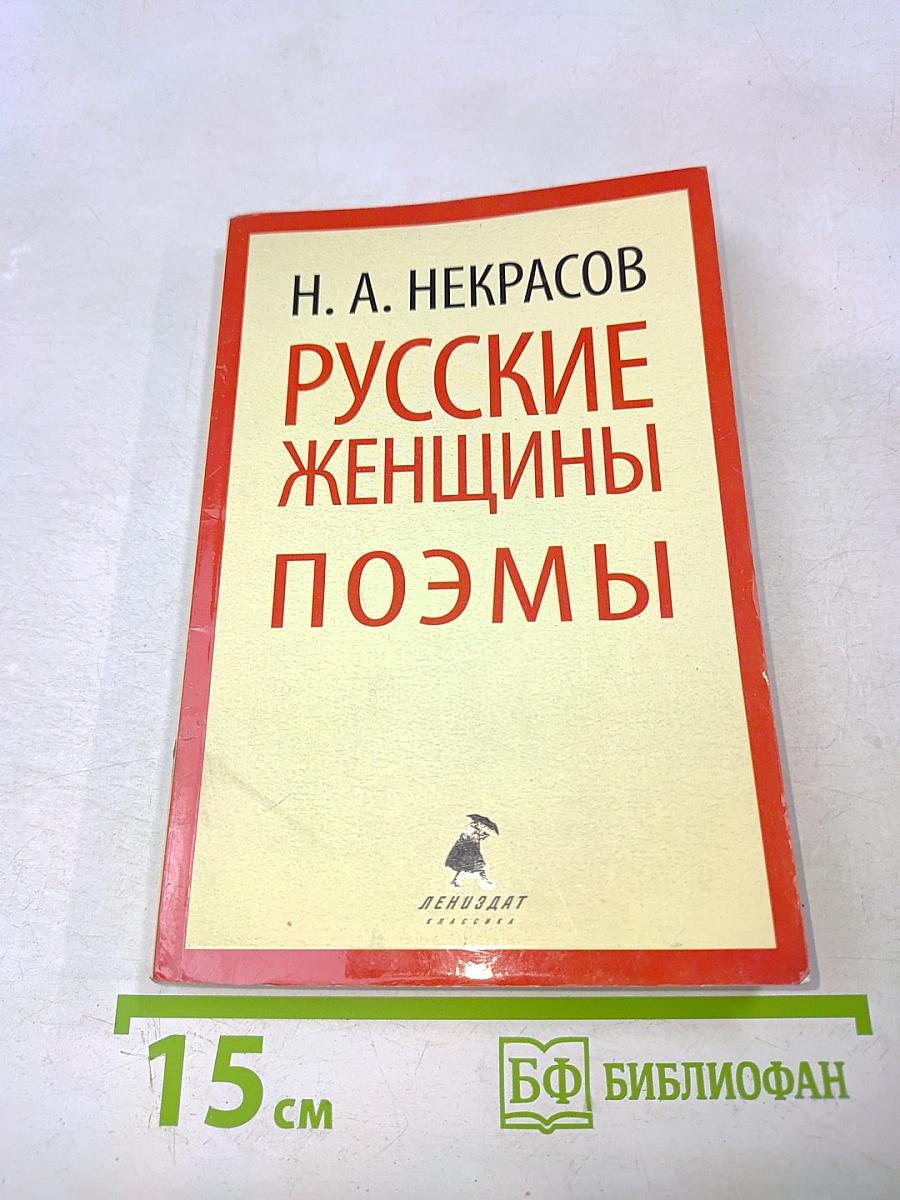 Н. А. НЕКРАСОВ
РУССКИЕ
ЖЕНЩИНЫ
ПОЭМЫ
ЛЕНИЗДАТ
КЛАССИКА
15 см
БФ БИБЛИОФАН